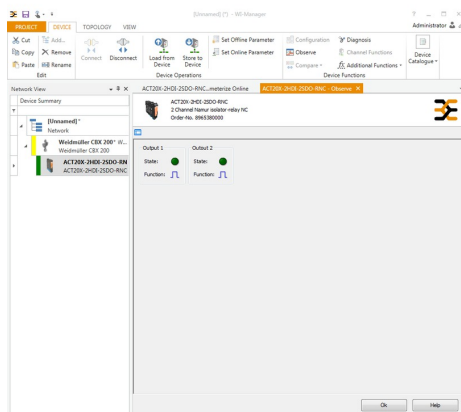 [Unnamed] (*) - WI-Manager
PROJECT DEVICE TOPOLOGY VIEW Administrator
Cut Add...
Copy Remove
Paste Rename
Edit
Connect Disconnect
Load from Device
Store to Device
Set Offline Parameter
Set Online Parameter
Device Operations
Configuration Diagnosis
Observe Channel Functions
Compare Additional Functions
Device Functions
Device Catalogue
Network View
Device Summary
[Unnamed]*
Network
Weidmüller CBX 200* W...
Weidmüller CBX 200
ACT20X-2HDI-2SDO-RN
ACT20X-2HDI-2SDO-RNC
ACT20X-2HDI-2SDO-RNC...meterize Online ACT20X-2HDI-2SDO-RNC - Observe
ACT20X-2HDI-2SDO-RNC
2 Channel Namur isolator-relay NC
Order-No. 8965380000
Output 1 Output 2
State: State:
Function: Function:
Ok Help